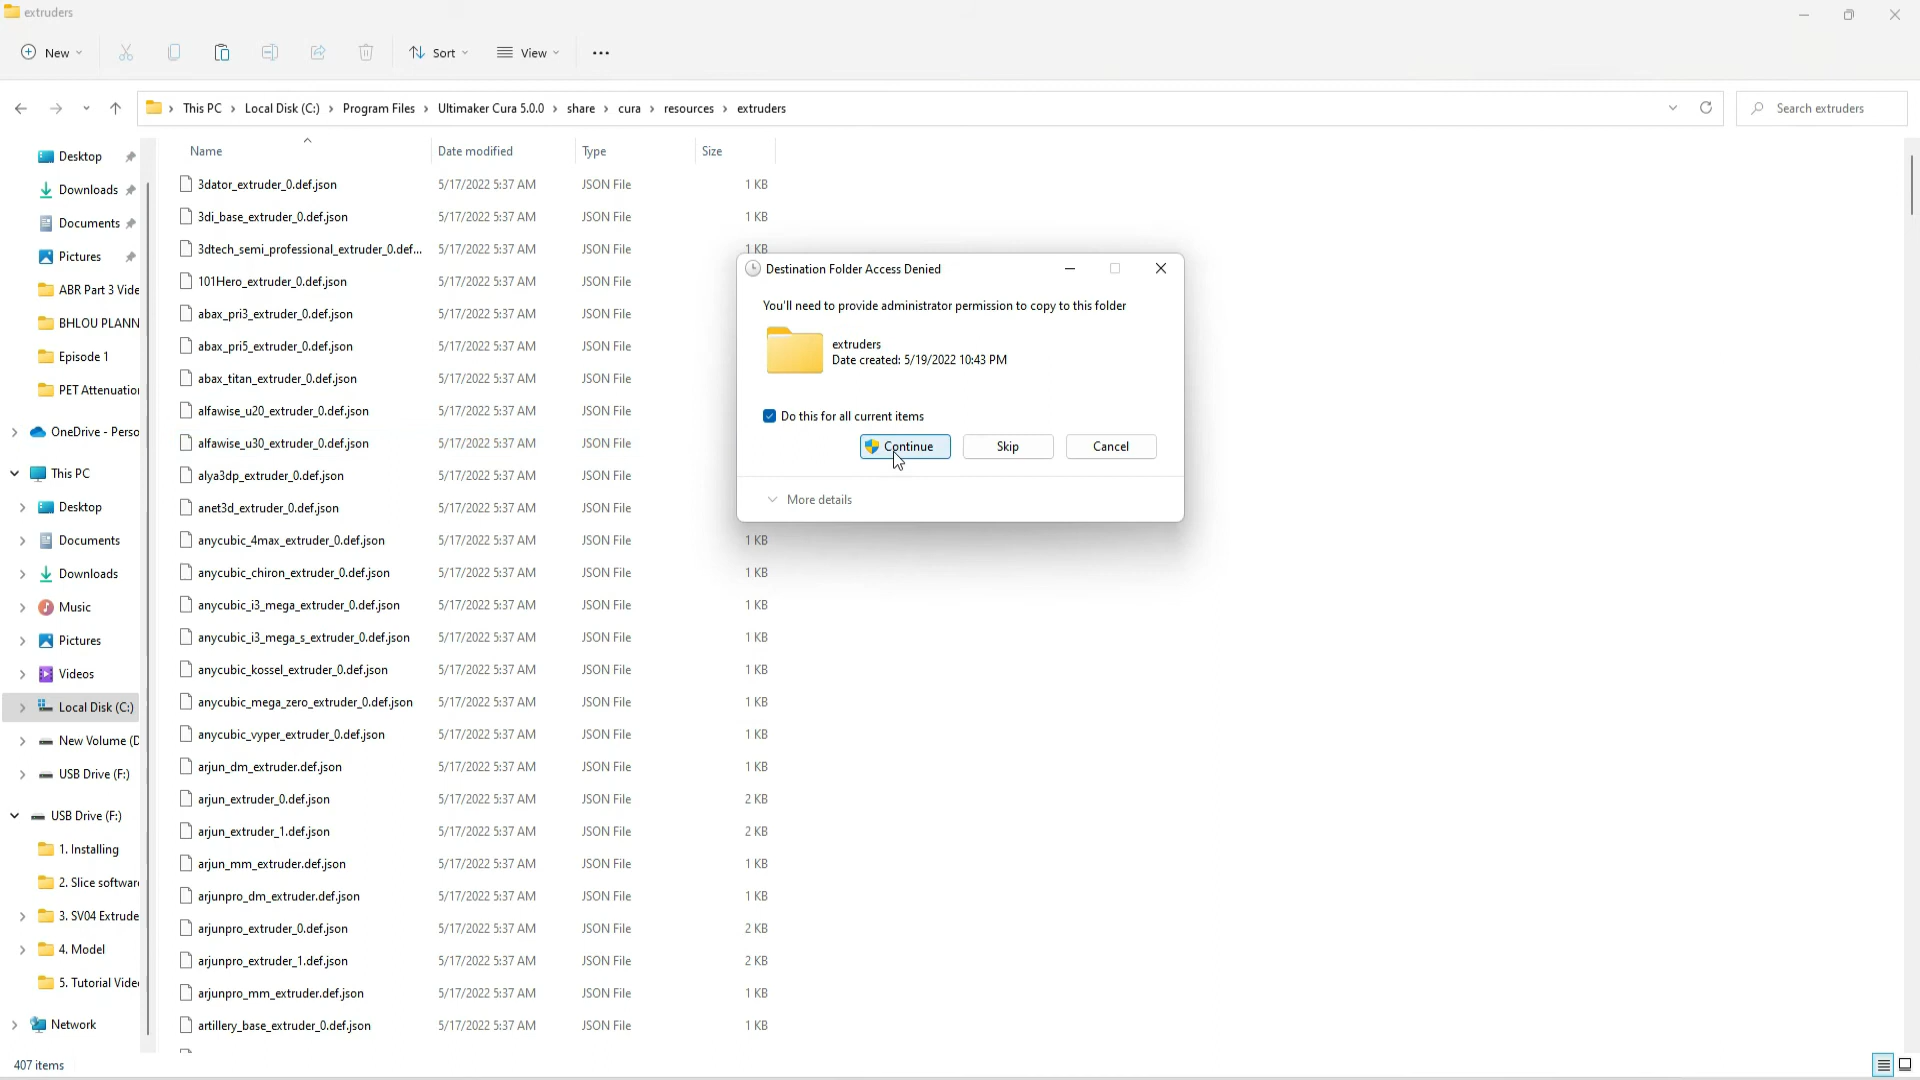 extruders
New
Sort
View
This PC > Local Disk (C:) > Program Files > Ultimaker Cura 5.0.0 > share > cura > resources > extruders
Search extruders
Desktop
Downloads
Documents
Pictures
ABR Part 3 Vide
BHLOU PLANN
Episode 1
PET Attenuation
OneDrive - Perso
This PC
Desktop
Documents
Downloads
Music
Pictures
Videos
Local Disk (C:)
New Volume (D
USB Drive (F:)
USB Drive (F:)
1. Installing
2. Slice software
3. SV04 Extrude
4. Model
5. Tutorial Vide
Network
Name Date modified Type Size
3dator_extruder_0.def.json 5/17/2022 5:37 AM JSON File 1 KB
3di_base_extruder_0.def.json 5/17/2022 5:37 AM JSON File 1 KB
3dtech_semi_professional_extruder_0.def... 5/17/2022 5:37 AM JSON File 1 KB
101Hero_extruder_0.def.json 5/17/2022 5:37 AM JSON File
abax_pri3_extruder_0.def.json 5/17/2022 5:37 AM JSON File
abax_pri5_extruder_0.def.json 5/17/2022 5:37 AM JSON File
abax_titan_extruder_0.def.json 5/17/2022 5:37 AM JSON File
alfawise_u20_extruder_0.def.json 5/17/2022 5:37 AM JSON File
alfawise_u30_extruder_0.def.json 5/17/2022 5:37 AM JSON File
alya3dp_extruder_0.def.json 5/17/2022 5:37 AM JSON File
anet3d_extruder_0.def.json 5/17/2022 5:37 AM JSON File
anycubic_4max_extruder_0.def.json 5/17/2022 5:37 AM JSON File 1 KB
anycubic_chiron_extruder_0.def.json 5/17/2022 5:37 AM JSON File 1 KB
anycubic_i3_mega_extruder_0.def.json 5/17/2022 5:37 AM JSON File 1 KB
anycubic_i3_mega_s_extruder_0.def.json 5/17/2022 5:37 AM JSON File 1 KB
anycubic_kossel_extruder_0.def.json 5/17/2022 5:37 AM JSON File 1 KB
anycubic_mega_zero_extruder_0.def.json 5/17/2022 5:37 AM JSON File 1 KB
anycubic_vyper_extruder_0.def.json 5/17/2022 5:37 AM JSON File 1 KB
arjun_dm_extruder.def.json 5/17/2022 5:37 AM JSON File 1 KB
arjun_extruder_0.def.json 5/17/2022 5:37 AM JSON File 2 KB
arjun_extruder_1.def.json 5/17/2022 5:37 AM JSON File 2 KB
arjun_mm_extruder.def.json 5/17/2022 5:37 AM JSON File 1 KB
arjunpro_dm_extruder.def.json 5/17/2022 5:37 AM JSON File 1 KB
arjunpro_extruder_0.def.json 5/17/2022 5:37 AM JSON File 2 KB
arjunpro_extruder_1.def.json 5/17/2022 5:37 AM JSON File 2 KB
arjunpro_mm_extruder.def.json 5/17/2022 5:37 AM JSON File 1 KB
artillery_base_extruder_0.def.json 5/17/2022 5:37 AM JSON File 1 KB
Destination Folder Access Denied
You'll need to provide administrator permission to copy to this folder
extruders
Date created: 5/19/2022 10:43 PM
Do this for all current items
Continue Skip Cancel
More details
407 items